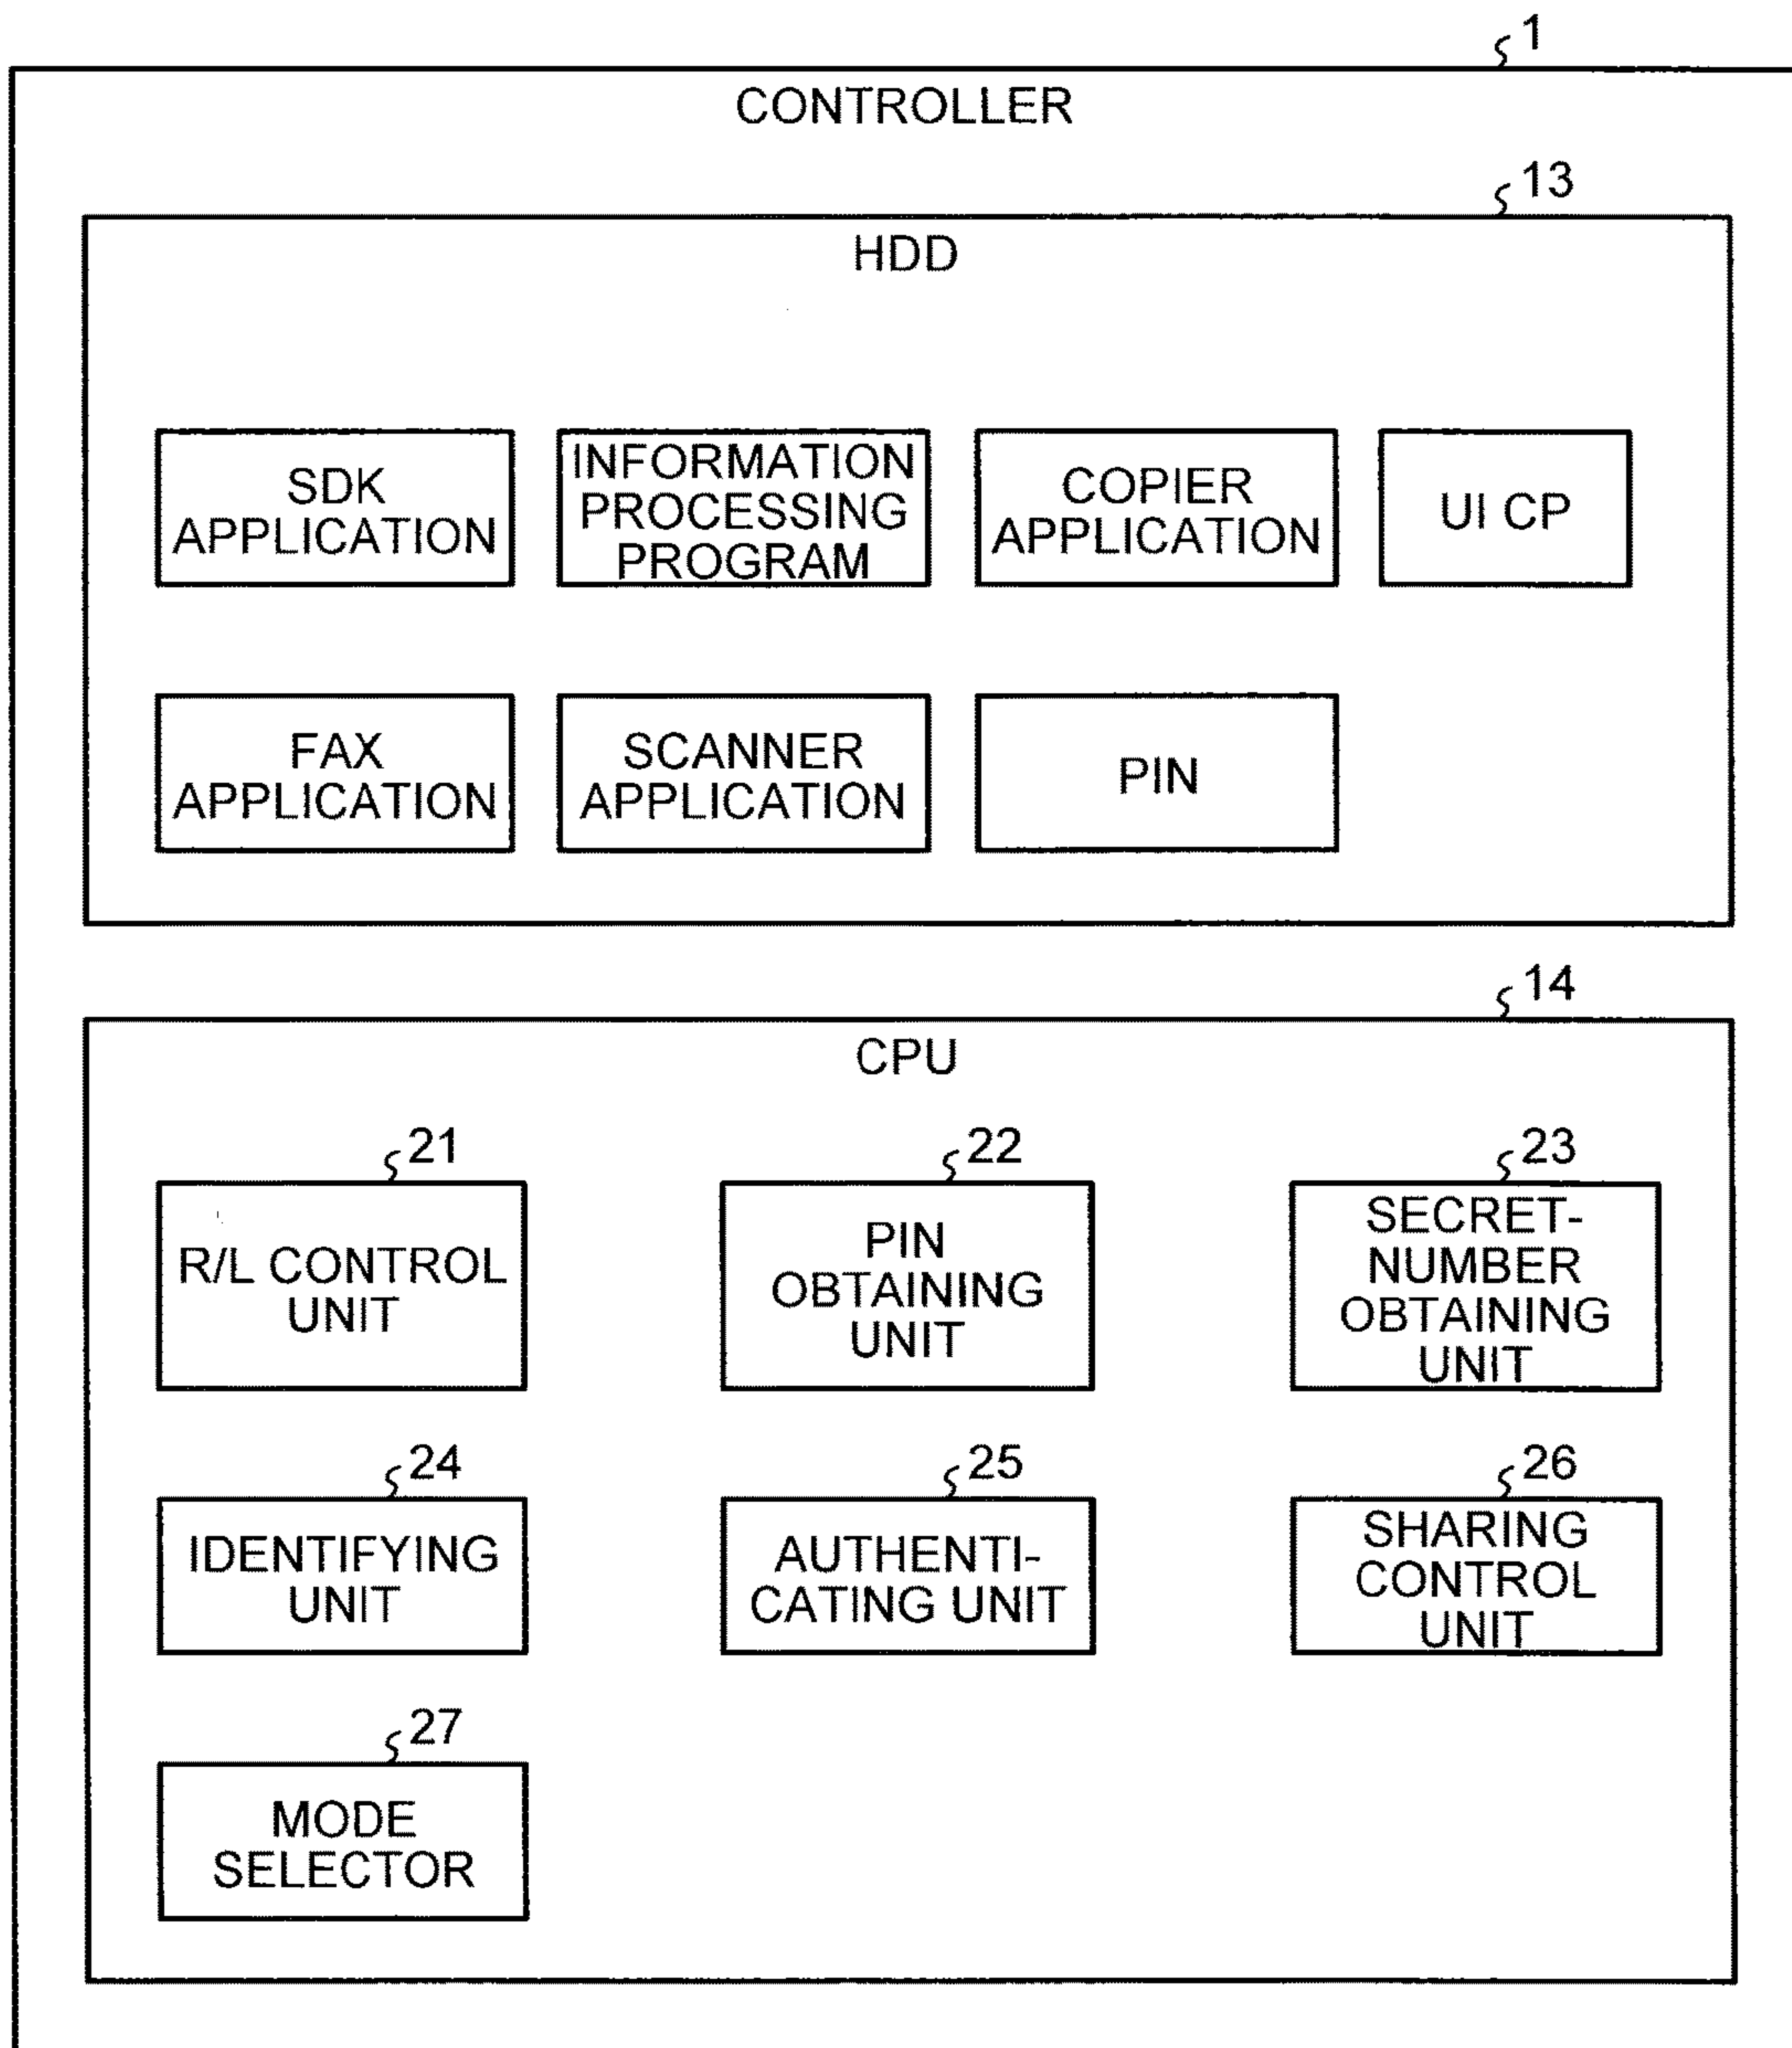 1
CONTROLLER
13
HDD
SDK
APPLICATION
INFORMATION
PROCESSING
PROGRAM
COPIER
APPLICATION
UI CP
FAX
APPLICATION
SCANNER
APPLICATION
PIN
14
CPU
21
R/L CONTROL
UNIT
22
PIN
OBTAINING
UNIT
23
SECRET-
NUMBER
OBTAINING
UNIT
24
IDENTIFYING
UNIT
25
AUTHENTI-
CATING UNIT
26
SHARING
CONTROL
UNIT
27
MODE
SELECTOR